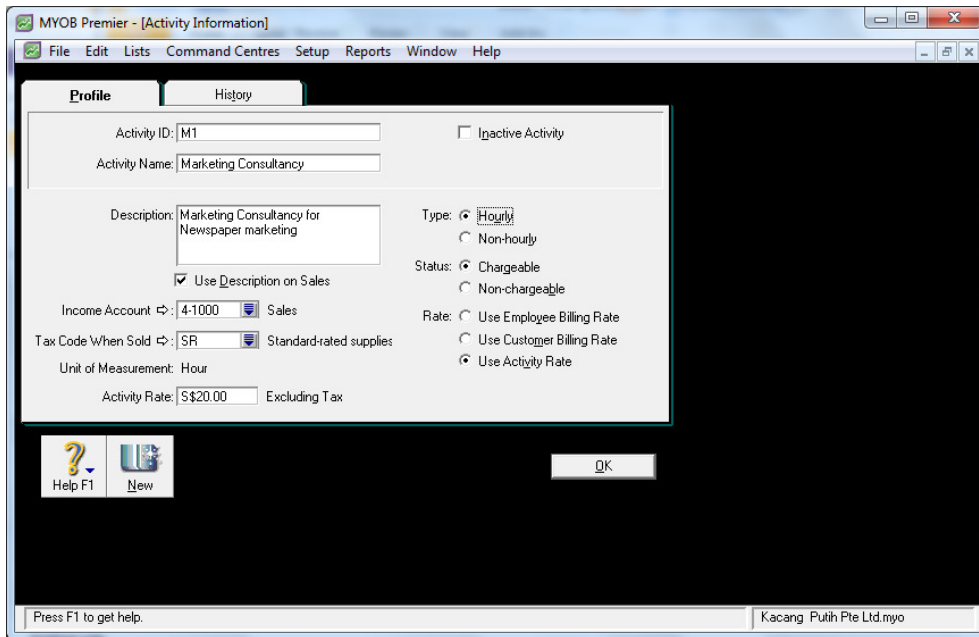 MYOB Premier - [Activity Information]
File Edit Lists Command Centres Setup Reports Window Help
Profile History
Activity ID: M1 Inactive Activity
Activity Name: Marketing Consultancy
Description: Marketing Consultancy for Type: Hourly
Newspaper marketing Non-hourly
Use Description on Sales Status: Chargeable
Non-chargeable
Income Account ⇨: 4-1000 Sales Rate: Use Employee Billing Rate
Tax Code When Sold ⇨: SR Standard-rated supplies Use Customer Billing Rate
Unit of Measurement: Hour Use Activity Rate
Activity Rate: S$20.00 Excluding Tax
Help F1 New OK
Press F1 to get help. Kacang Putih Pte Ltd.myo